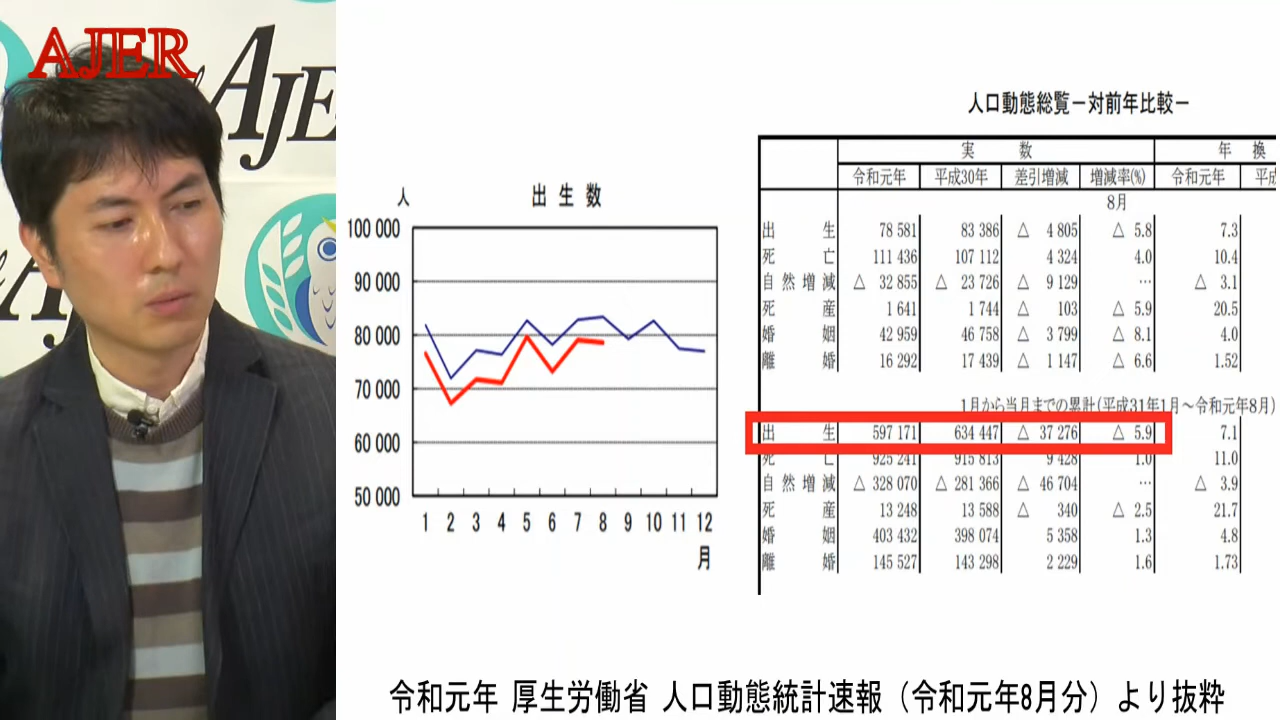 AJER
AJE
A
人口動態総覧－対前年比較－
実 数 年 換
令和元年 平成30年 差引増減 増減率(%) 令和元年
8月
出 生 78 581 83 386 △ 4 805 △ 5.8 7.3
死 亡 111 436 107 112 4 324 4.0 10.4
自 然 増 減 △ 32 855 △ 23 726 △ 9 129 … △ 3.1
死 産 1 641 1 744 △ 103 △ 5.9 20.5
婚 姻 42 959 46 758 △ 3 799 △ 8.1 4.0
離 婚 16 292 17 439 △ 1 147 △ 6.6 1.52
1月から当月までの累計(平成31年1月～令和元年8月)
出 生 597 171 634 447 △ 37 276 △ 5.9 7.1
死 亡 925 241 915 813 9 428 1.0 11.0
自 然 増 減 △ 328 070 △ 281 366 △ 46 704 … △ 3.9
死 産 13 248 13 588 △ 340 △ 2.5 21.7
婚 姻 403 432 398 074 5 358 1.3 4.8
離 婚 145 527 143 298 2 229 1.6 1.73
人 出 生 数
100 000
90 000
80 000
70 000
60 000
50 000
1 2 3 4 5 6 7 8 9 10 11 12
月
令和元年 厚生労働省 人口動態統計速報（令和元年8月分）より抜粋